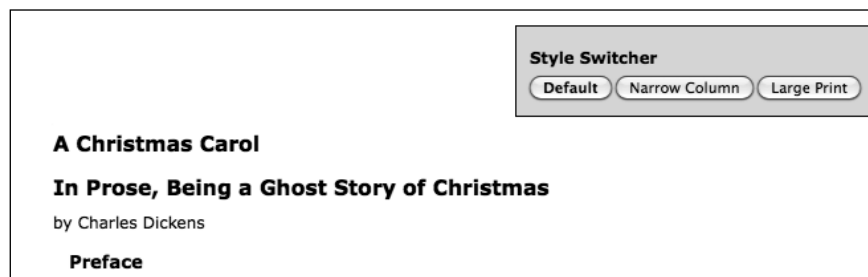 Style Switcher
Default Narrow Column Large Print
A Christmas Carol
In Prose, Being a Ghost Story of Christmas
by Charles Dickens
Preface